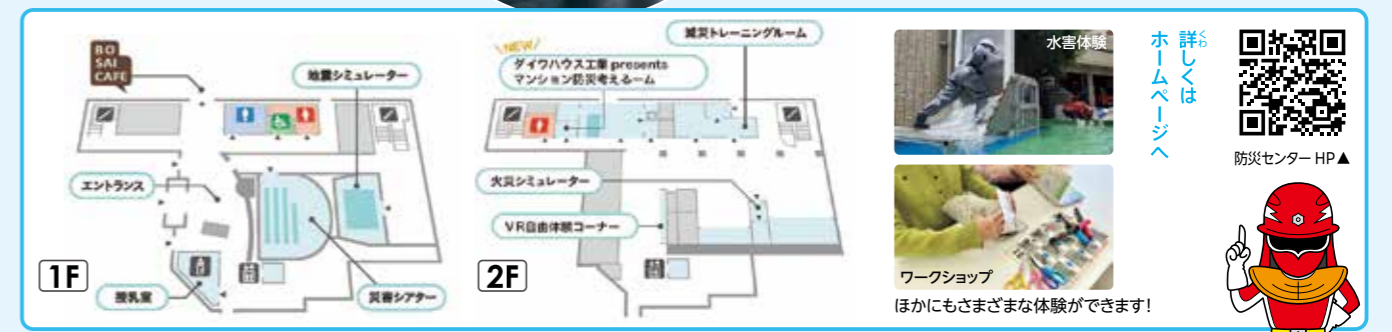 BO
SAI
CAFE
地震シミュレーター
エントランス
1F
授乳室
災害シアター
\NEW/
減災トレーニングルーム
ダイワハウス工業 presents
マンション防災考えるーム
火災シミュレーター
VR自由体験コーナー
2F
水害体験
ワークショップ
ほかにもさまざまな体験ができます!
詳しくは
くわ
ホームページへ
防災センター HP▲